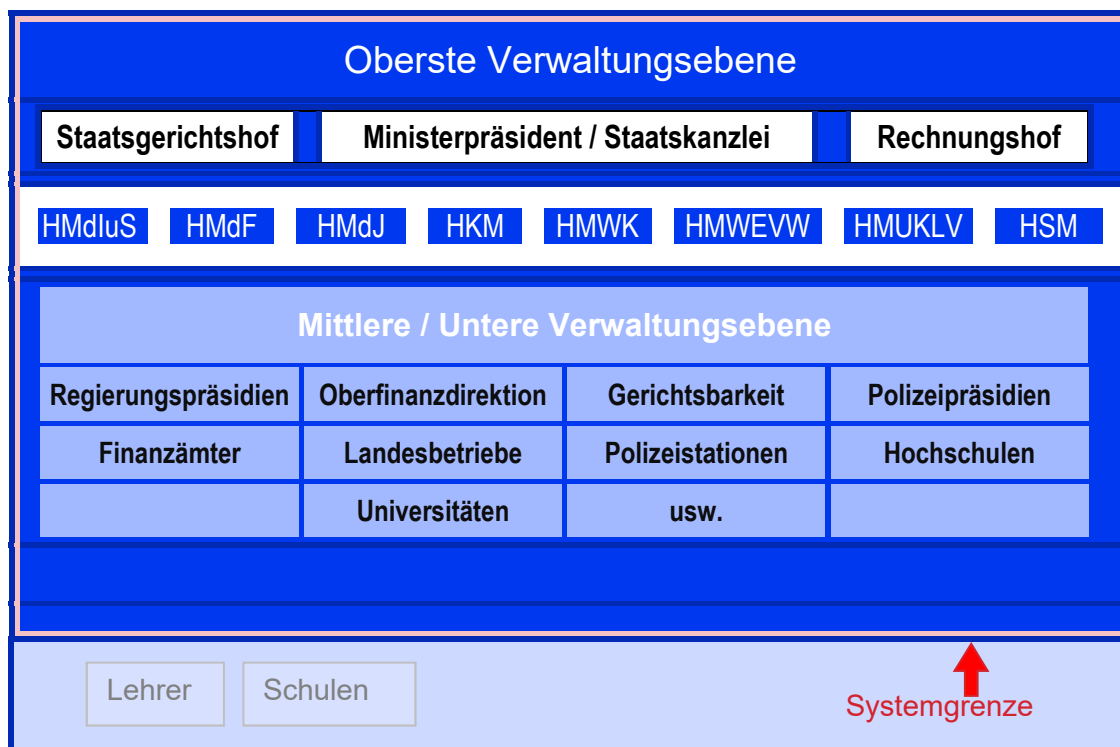 Oberste Verwaltungsebene
Staatsgerichtshof Ministerpräsident / Staatskanzlei Rechnungshof
HMdIuS HMdF HMdJ HKM HMWK HMWEVW HMUKLV HSM
Mittlere / Untere Verwaltungsebene
Regierungspräsidien Oberfinanzdirektion Gerichtsbarkeit Polizeipräsidien
Finanzämter Landesbetriebe Polizeistationen Hochschulen
Universitäten usw.
Lehrer Schulen
Systemgrenze